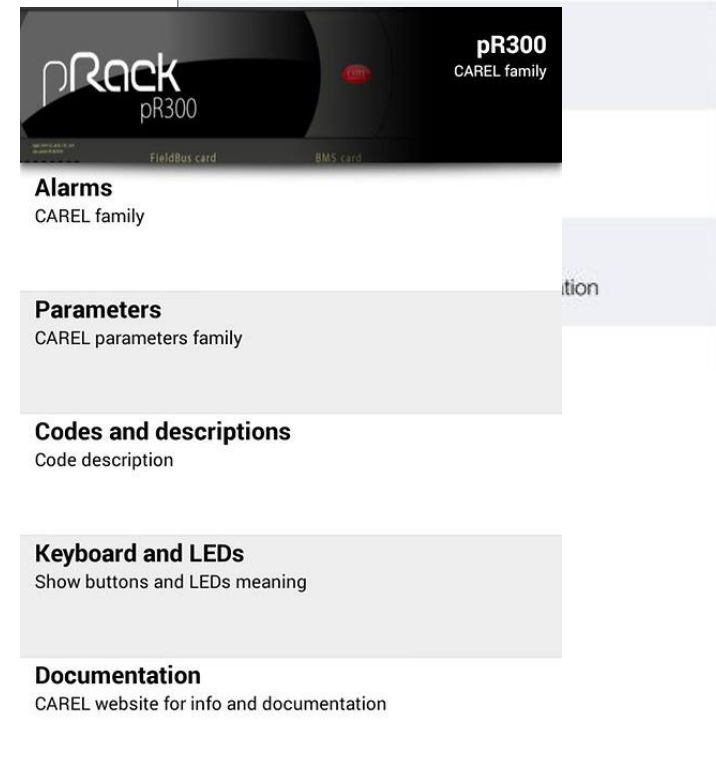 pRack
pR300
pR300
CAREL family
FieldBus card
BMS card
Alarms
CAREL family
Parameters
CAREL parameters family
tion
Codes and descriptions
Code description
Keyboard and LEDs
Show buttons and LEDs meaning
Documentation
CAREL website for info and documentation